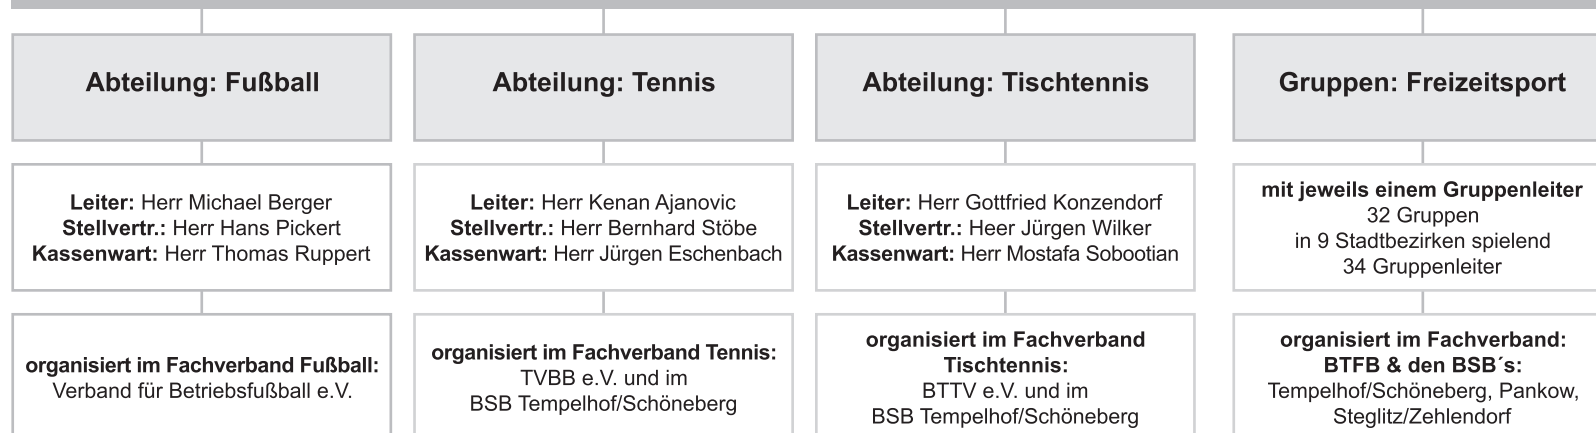 Abteilung: Fußball
Leiter: Herr Michael Berger
Stellvertr.: Herr Hans Pickert
Kassenwart: Herr Thomas Ruppert
organisiert im Fachverband Fußball:
Verband für Betriebsfußball e.V.
Abteilung: Tennis
Leiter: Herr Kenan Ajanovic
Stellvertr.: Herr Bernhard Stöbe
Kassenwart: Herr Jürgen Eschenbach
organisiert im Fachverband Tennis:
TVBB e.V. und im
BSB Tempelhof/Schöneberg
Abteilung: Tischtennis
Leiter: Herr Gottfried Konzendorf
Stellvertr.: Heer Jürgen Wilker
Kassenwart: Herr Mostafa Sobootian
organisiert im Fachverband
Tischtennis:
BTTV e.V. und im
BSB Tempelhof/Schöneberg
Gruppen: Freizeitsport
mit jeweils einem Gruppenleiter
32 Gruppen
in 9 Stadtbezirken spielend
34 Gruppenleiter
organisiert im Fachverband:
BTFB & den BSB´s:
Tempelhof/Schöneberg, Pankow,
Steglitz/Zehlendorf